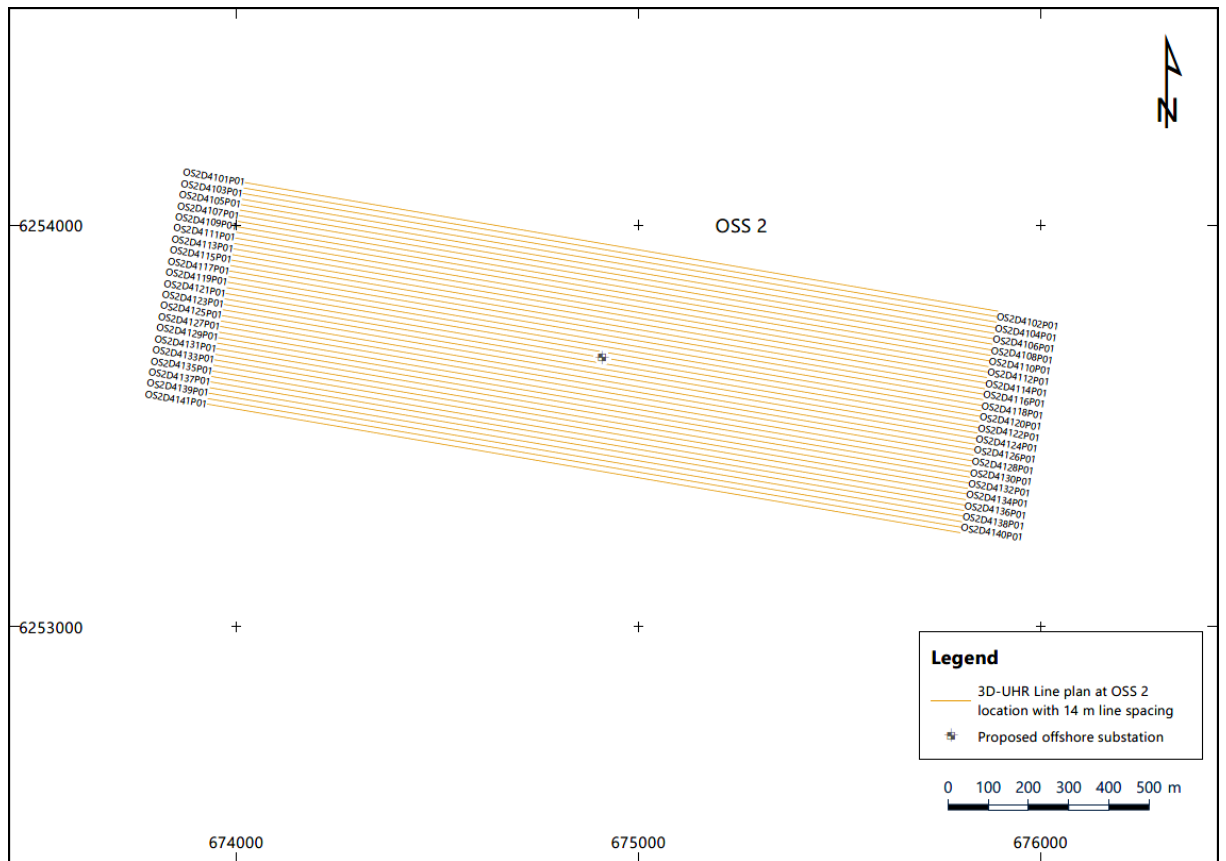 N
OS2D4101P01
OS2D4103P01
OS2D4105P01
OS2D4107P01
OS2D4109P01
OS2D4111P01
OS2D4113P01
OS2D4115P01
OS2D4117P01
OS2D4119P01
OS2D4121P01
OS2D4123P01
OS2D4125P01
OS2D4127P01
OS2D4129P01
OS2D4131P01
OS2D4133P01
OS2D4135P01
OS2D4137P01
OS2D4139P01
OS2D4141P01
6254000
OSS 2
OS2D4102P01
OS2D4104P01
OS2D4106P01
OS2D4108P01
OS2D4110P01
OS2D4112P01
OS2D4114P01
OS2D4116P01
OS2D4118P01
OS2D4120P01
OS2D4122P01
OS2D4124P01
OS2D4126P01
OS2D4128P01
OS2D4130P01
OS2D4132P01
OS2D4134P01
OS2D4136P01
OS2D4138P01
OS2D4140P01
6253000
Legend
3D-UHR Line plan at OSS 2
location with 14 m line spacing
Proposed offshore substation
0 100 200 300 400 500 m
674000 675000 676000